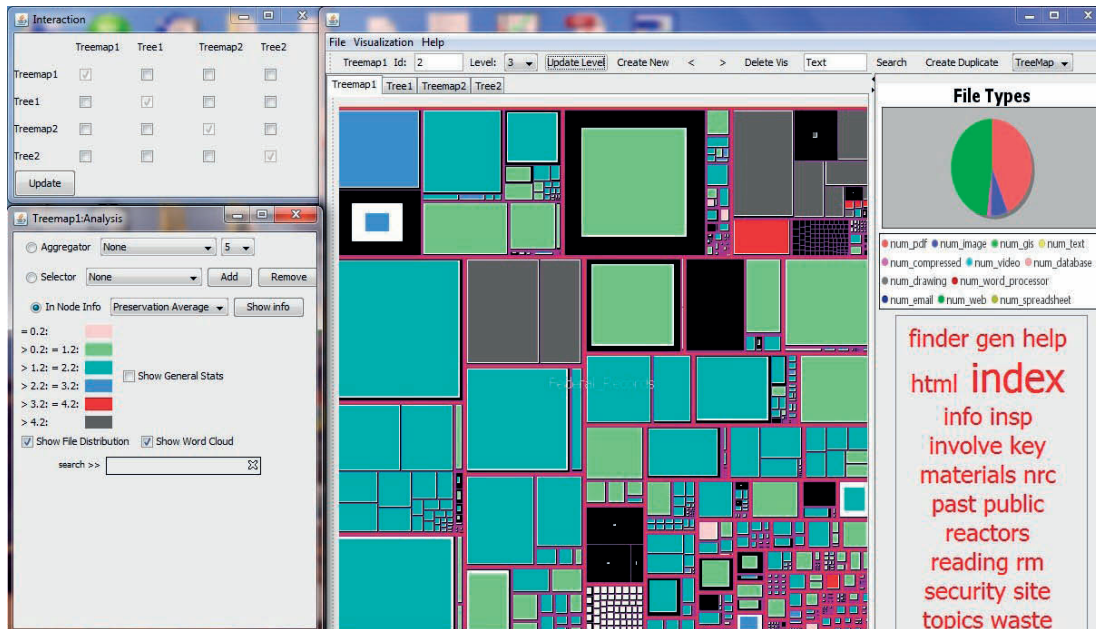 Interaction
Treemap1 Tree1 Treemap2 Tree2
Treemap1
Tree1
Treemap2
Tree2
Update
Treemap1:Analysis
Aggregator None 5
Selector None Add Remove
In Node Info Preservation Average Show info
= 0.2:
> 0.2: = 1.2:
> 1.2: = 2.2:
> 2.2: = 3.2:
> 3.2: = 4.2:
> 4.2:
Show General Stats
Show File Distribution Show Word Cloud
search >>
File Visualization Help
Treemap1 Id: 2 Level: 3 Update Level Create New < > Delete Vis Text Search Create Duplicate TreeMap
Treemap1 Tree1 Treemap2 Tree2
Federal Records
File Types
num_pdf num_image num_gis num_text
num_compressed num_video num_database
num_drawing num_word_processor
num_email num_web num_spreadsheet
finder gen help
html index
info insp
involve key
materials nrc
past public
reactors
reading rm
security site
topics waste